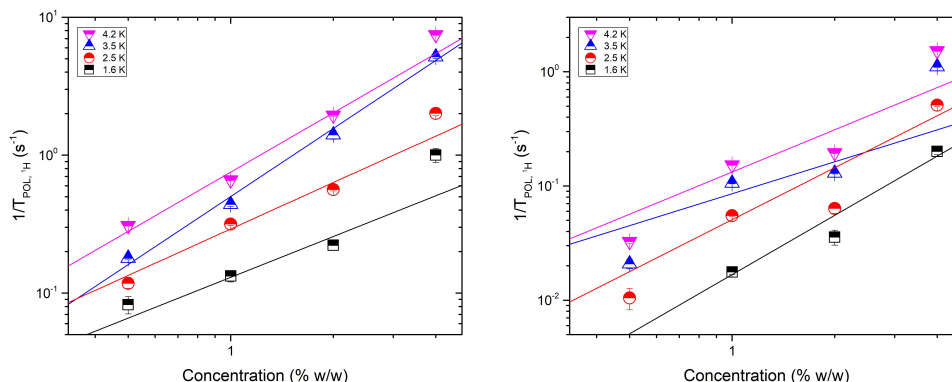 10¹
10⁰
10⁻¹
1/T_POL, ¹H (s⁻¹)
4.2 K
3.5 K
2.5 K
1.6 K
1
Concentration (% w/w)
10⁰
10⁻¹
10⁻²
1/T_POL, ¹H (s⁻¹)
4.2 K
3.5 K
2.5 K
1.6 K
1
Concentration (% w/w)